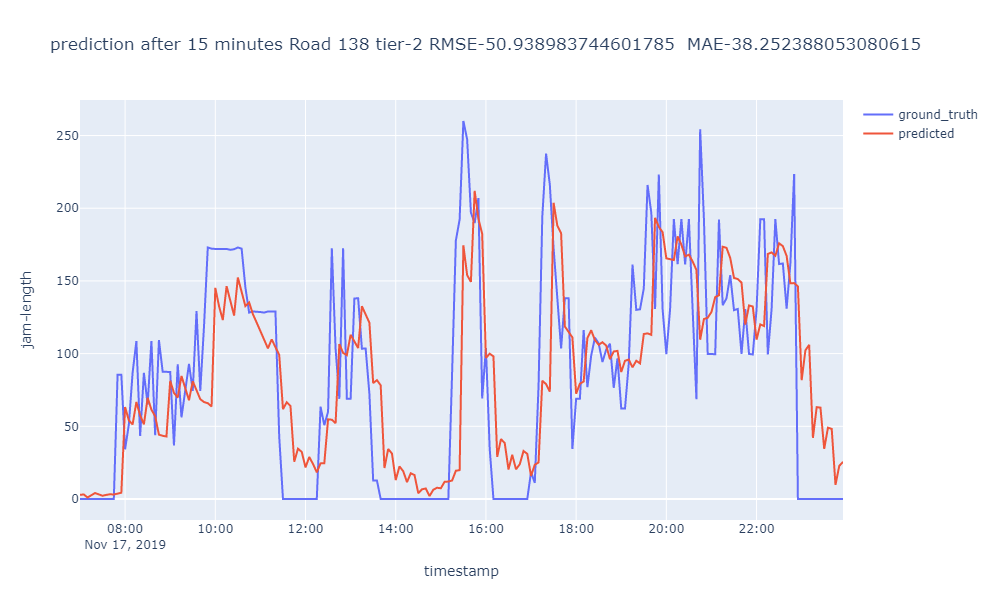 prediction after 15 minutes Road 138 tier-2 RMSE-50.938983744601785 MAE-38.252388053080615
ground_truth
predicted
250
200
150
100
50
0
jam-length
08:00 10:00 12:00 14:00 16:00 18:00 20:00 22:00
Nov 17, 2019
timestamp